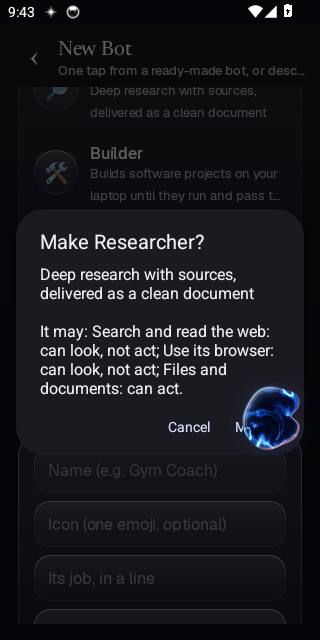 9:43
New Bot
One tap from a ready-made bot, or desc...
Deep research with sources,
delivered as a clean document
Builder
Builds software projects on your
laptop until they run and pass t...
Make Researcher?
Deep research with sources,
delivered as a clean document
It may: Search and read the web:
can look, not act; Use its browser:
can look, not act; Files and
documents: can act.
Cancel
Name (e.g. Gym Coach)
Icon (one emoji, optional)
Its job, in a line